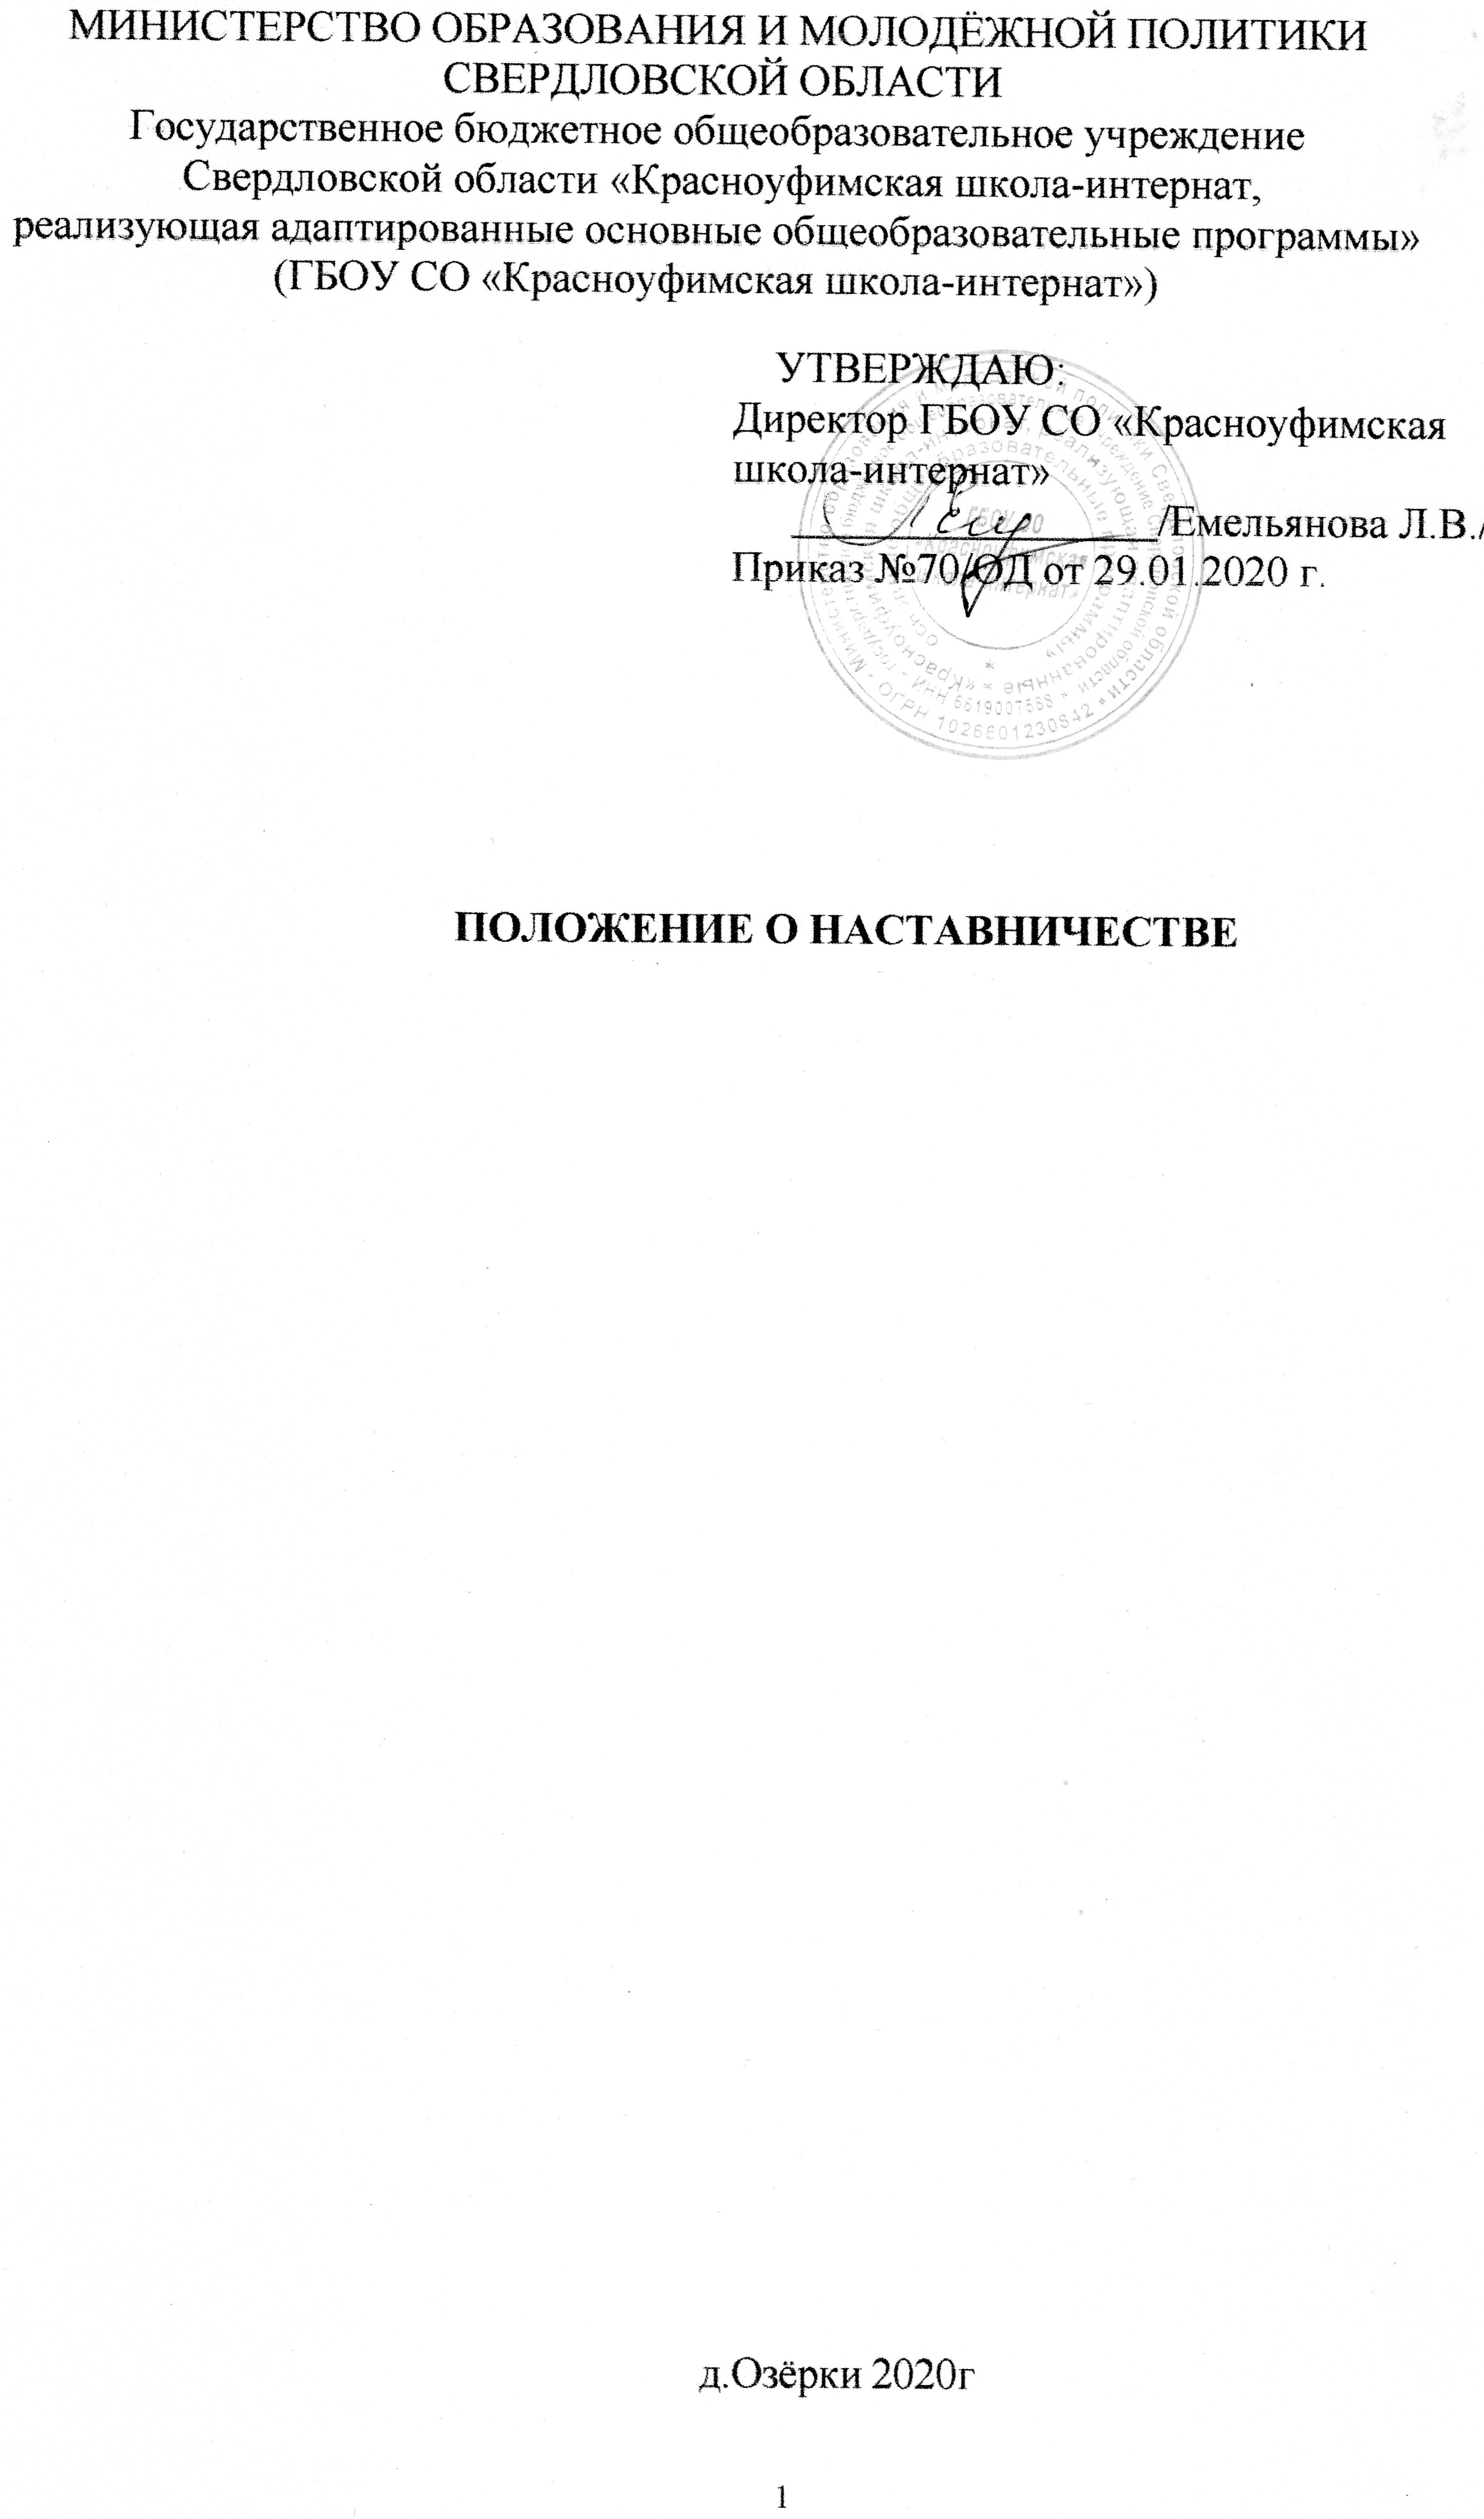 МИНИСТЕРСТВО ОБРАЗОВАНИЯ И МОЛОДЁЖНОЙ ПОЛИТИКИ
СВЕРДЛОВСКОЙ ОБЛАСТИ
Государственное бюджетное общеобразовательное учреждение
Свердловской области «Красноуфимская школа-интернат,
реализующая адаптированные основные общеобразовательные программы»
(ГБОУ СО «Красноуфимская школа-интернат»)
УТВЕРЖДАЮ:
Директор ГБОУ СО «Красноуфимская
школа-интернат»
/Емельянова Л.В./
Приказ №70/ОД от 29.01.2020 г.
ОГРН 1026601230842
ПОЛОЖЕНИЕ О НАСТАВНИЧЕСТВЕ
д.Озёрки 2020г
1